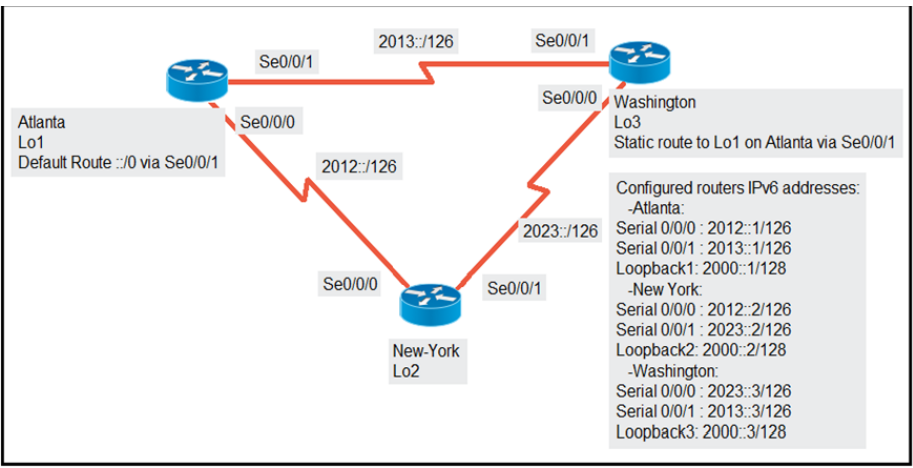 2013::/126
Se0/0/1
Se0/0/1
Atlanta
Lo1
Default Route ::/0 via Se0/0/1
Se0/0/0
Se0/0/0
Washington
Lo3
Static route to Lo1 on Atlanta via Se0/0/1
2012::/126
2023::/126
Se0/0/0
Se0/0/1
New-York
Lo2
Configured routers IPv6 addresses:
-Atlanta:
Serial 0/0/0 : 2012::1/126
Serial 0/0/1 : 2013::1/126
Loopback1: 2000::1/128
-New York:
Serial 0/0/0 : 2012::2/126
Serial 0/0/1 : 2023::2/126
Loopback2: 2000::2/128
-Washington:
Serial 0/0/0 : 2023::3/126
Serial 0/0/1 : 2013::3/126
Loopback3: 2000::3/128